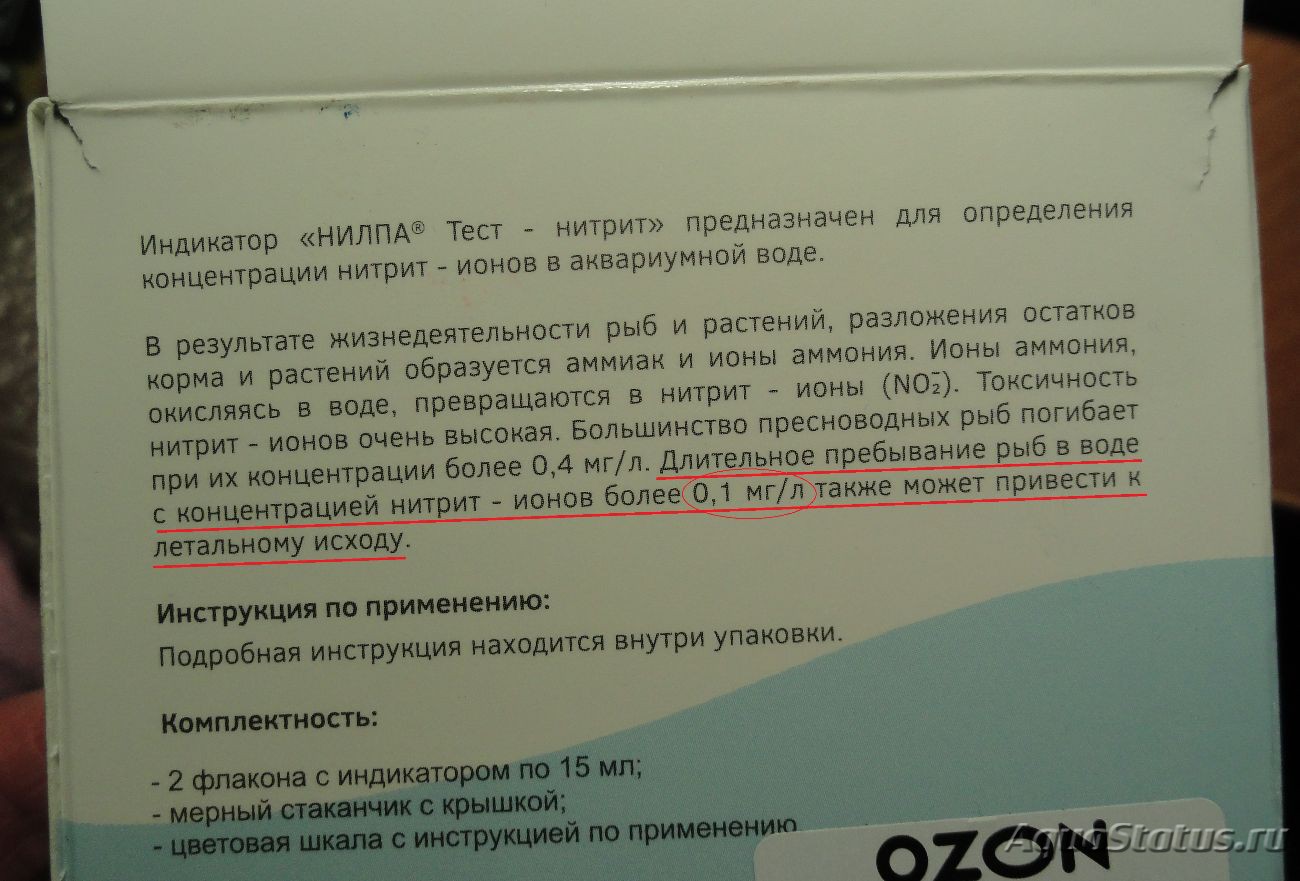 Индикатор «НИЛПА® Тест - нитрит» предназначен для определения
концентрации нитрит - ионов в аквариумной воде.
В результате жизнедеятельности рыб и растений, разложения остатков
корма и растений образуется аммиак и ионы аммония. Ионы аммония,
окисляясь в воде, превращаются в нитрит - ионы (NO₂⁻). Токсичность
нитрит - ионов очень высокая. Большинство пресноводных рыб погибает
при их концентрации более 0,4 мг/л. Длительное пребывание рыб в воде
с концентрацией нитрит - ионов более 0,1 мг/л также может привести к
летальному исходу.
Инструкция по применению:
Подробная инструкция находится внутри упаковки.
Комплектность:
- 2 флакона с индикатором по 15 мл;
- мерный стаканчик с крышкой;
- цветовая шкала с инструкцией по применению
OZON
AquaStatus.ru